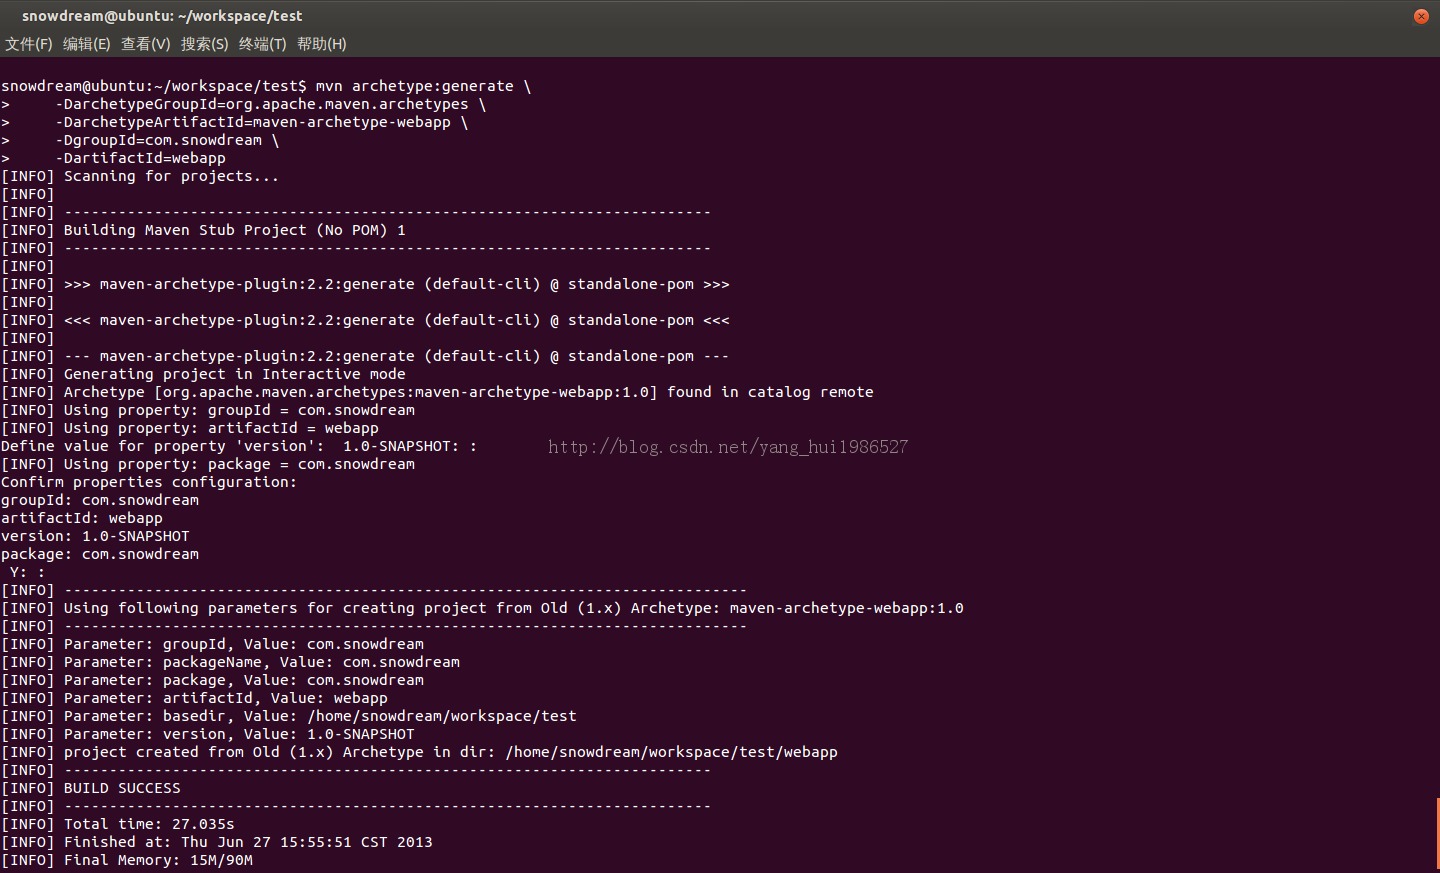 snowdream@ubuntu: ~/workspace/test
文件(F) 编辑(E) 查看(V) 搜索(S) 终端(T) 帮助(H)
snowdream@ubuntu:~/workspace/test$ mvn archetype:generate \
>     -DarchetypeGroupId=org.apache.maven.archetypes \
>     -DarchetypeArtifactId=maven-archetype-webapp \
>     -DgroupId=com.snowdream \
>     -DartifactId=webapp
[INFO] Scanning for projects...
[INFO]
[INFO] ------------------------------------------------------------------------
[INFO] Building Maven Stub Project (No POM) 1
[INFO] ------------------------------------------------------------------------
[INFO]
[INFO] >>> maven-archetype-plugin:2.2:generate (default-cli) @ standalone-pom >>>
[INFO]
[INFO] <<< maven-archetype-plugin:2.2:generate (default-cli) @ standalone-pom <<<
[INFO]
[INFO] --- maven-archetype-plugin:2.2:generate (default-cli) @ standalone-pom ---
[INFO] Generating project in Interactive mode
[INFO] Archetype [org.apache.maven.archetypes:maven-archetype-webapp:1.0] found in catalog remote
[INFO] Using property: groupId = com.snowdream
[INFO] Using property: artifactId = webapp
Define value for property 'version':  1.0-SNAPSHOT: :
http://blog.csdn.net/yang_hui1986527
[INFO] Using property: package = com.snowdream
Confirm properties configuration:
groupId: com.snowdream
artifactId: webapp
version: 1.0-SNAPSHOT
package: com.snowdream
 Y: :
[INFO] ----------------------------------------------------------------------------
[INFO] Using following parameters for creating project from Old (1.x) Archetype: maven-archetype-webapp:1.0
[INFO] ----------------------------------------------------------------------------
[INFO] Parameter: groupId, Value: com.snowdream
[INFO] Parameter: packageName, Value: com.snowdream
[INFO] Parameter: package, Value: com.snowdream
[INFO] Parameter: artifactId, Value: webapp
[INFO] Parameter: basedir, Value: /home/snowdream/workspace/test
[INFO] Parameter: version, Value: 1.0-SNAPSHOT
[INFO] project created from Old (1.x) Archetype in dir: /home/snowdream/workspace/test/webapp
[INFO] ------------------------------------------------------------------------
[INFO] BUILD SUCCESS
[INFO] ------------------------------------------------------------------------
[INFO] Total time: 27.035s
[INFO] Finished at: Thu Jun 27 15:55:51 CST 2013
[INFO] Final Memory: 15M/90M